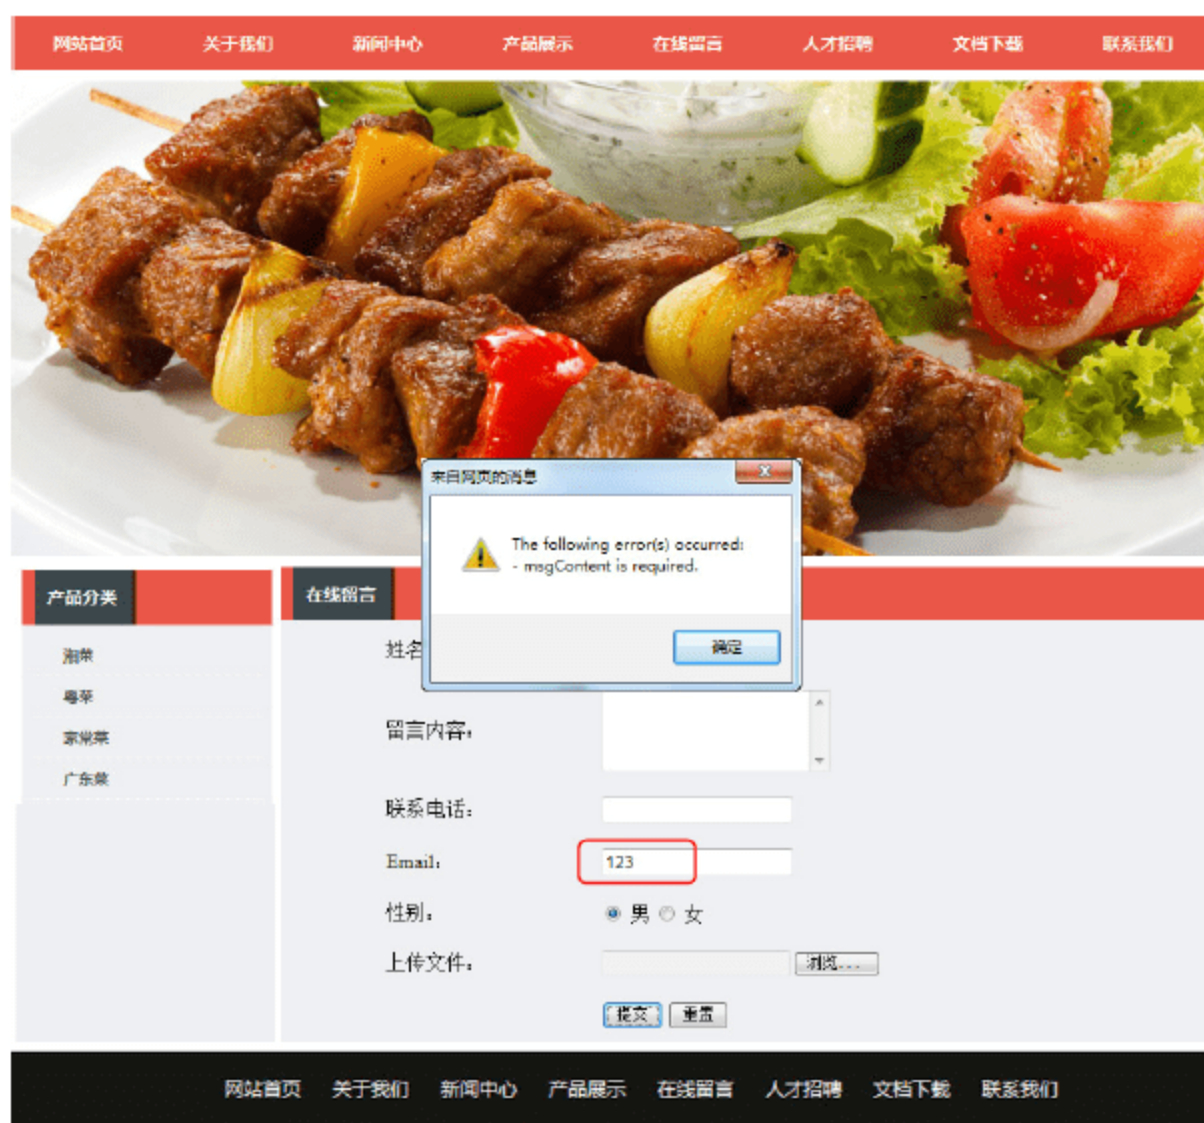 网站首页 关于我们 新闻中心 产品展示 在线留言 人才招聘 文档下载 联系我们
来自网页的消息
The following error(s) occurred:
- msgContent is required.
确定
产品分类
湘菜
粤菜
家常菜
广东菜
在线留言
姓名
留言内容:
联系电话:
Email: 123
性别: 男 女
上传文件: 浏览...
提交 重置
网站首页 关于我们 新闻中心 产品展示 在线留言 人才招聘 文档下载 联系我们